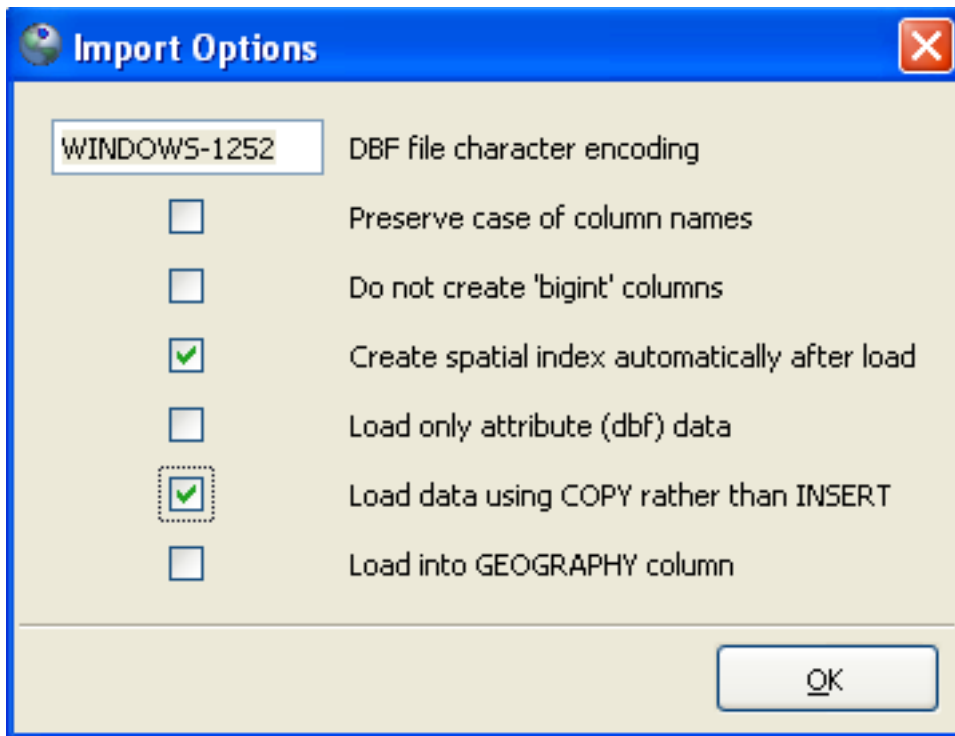 Import Options
WINDOWS-1252 DBF file character encoding
Preserve case of column names
Do not create 'bigint' columns
Create spatial index automatically after load
Load only attribute (dbf) data
Load data using COPY rather than INSERT
Load into GEOGRAPHY column
OK